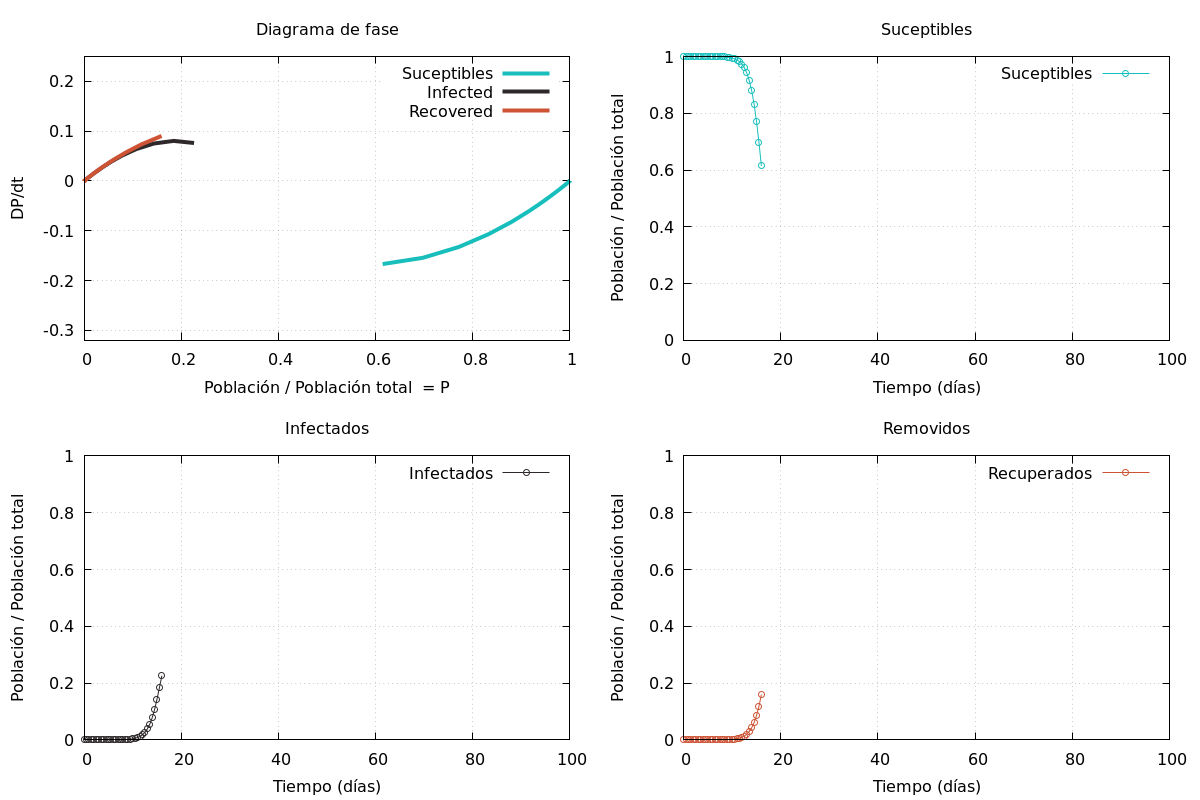 Diagrama de fase
Suceptibles
Infected
Recovered
0.2
0.1
0
-0.1
-0.2
-0.3
DP/dt
0 0.2 0.4 0.6 0.8 1
Población / Población total = P
Suceptibles
Suceptibles
1
0.8
0.6
0.4
0.2
0
Población / Población total
0 20 40 60 80 100
Tiempo (días)
Infectados
Infectados
1
0.8
0.6
0.4
0.2
0
Población / Población total
0 20 40 60 80 100
Tiempo (días)
Removidos
Recuperados
1
0.8
0.6
0.4
0.2
0
Población / Población total
0 20 40 60 80 100
Tiempo (días)